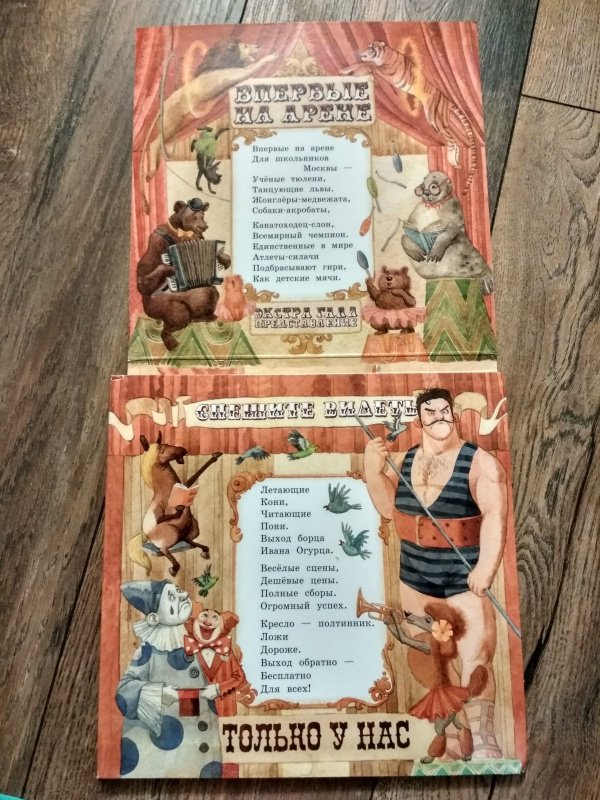 ВПЕРВЫЕ
НА АРЕНЕ
Впервые на арене
Для школьников
Москвы —
Учёные тюлени,
Танцующие львы.
Жонглёры-медвежата,
Собаки-акробаты,
Канатоходец-слон,
Всемирный чемпион.
Единственные в мире
Атлеты-силачи
Подбрасывают гири,
Как детские мячи.
ЭКСТРА ГАЛА
ПРЕДСТАВЛЕНИЕ
СПЕШИТЕ ВИДЕТЬ
Летающие
Кони,
Читающие
Пони.
Выход борца
Ивана Огурца.
Весёлые сцены,
Дешёвые цены.
Полные сборы.
Огромный успех.
Кресло — полтинник.
Ложи
Дороже.
Выход обратно —
Бесплатно
Для всех!
ТОЛЬКО У НАС